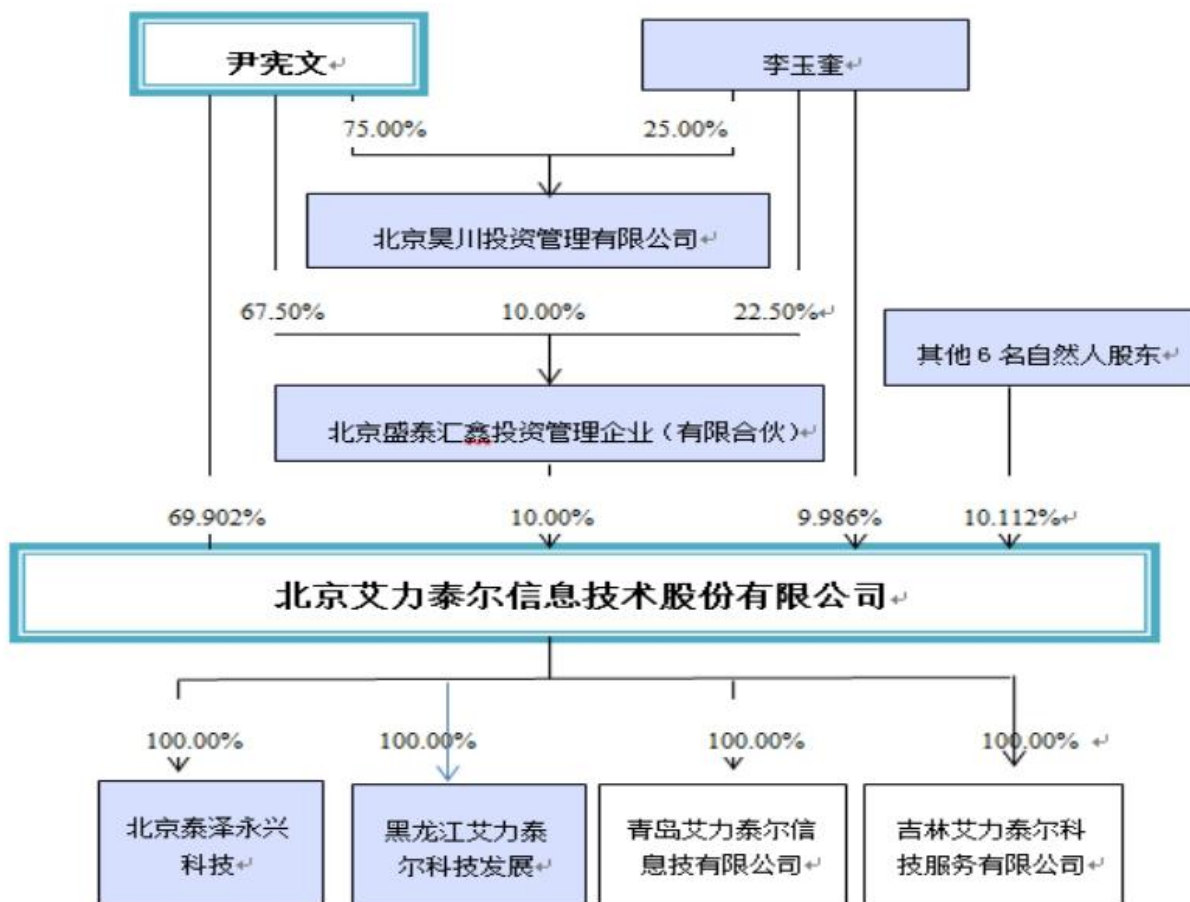 尹宪文
李玉奎
75.00%
25.00%
北京昊川投资管理有限公司
67.50%
10.00%
22.50%
其他6名自然人股东
北京盛泰汇鑫投资管理企业（有限合伙）
69.902%
10.00%
9.986%
10.112%
北京艾力泰尔信息技术股份有限公司
100.00%
100.00%
100.00%
100.00%
北京泰泽永兴
科技
黑龙江艾力泰
尔科技发展
青岛艾力泰尔信
息技有限公司
吉林艾力泰尔科
技服务有限公司